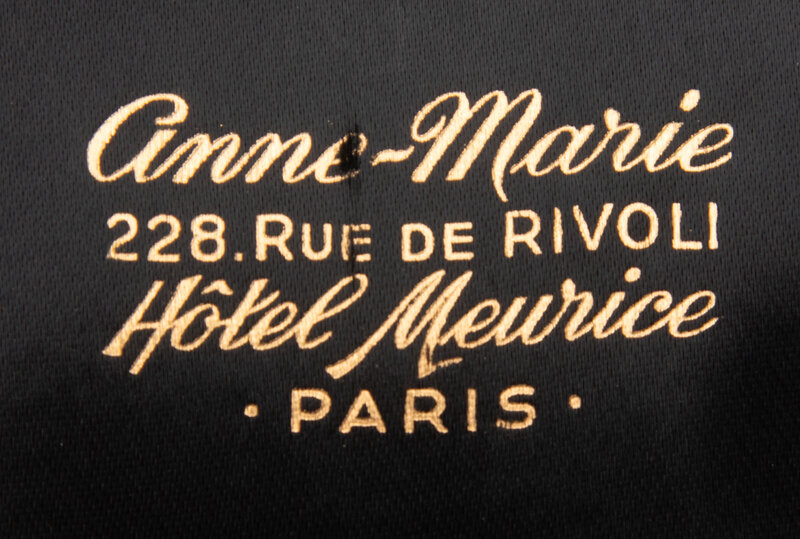 Anne-Marie
228. RUE DE RIVOLI
Hôtel Meurice
· PARIS ·